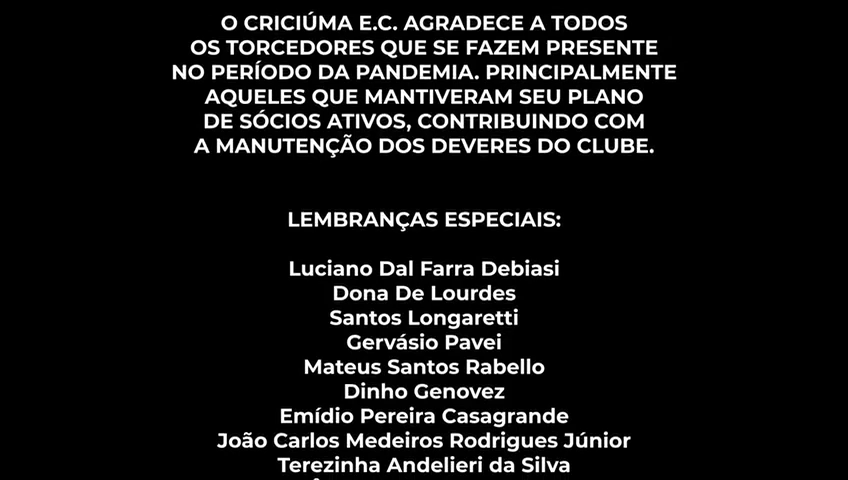 O CRICIÚMA E.C. AGRADECE A TODOS
OS TORCEDORES QUE SE FAZEM PRESENTE
NO PERÍODO DA PANDEMIA. PRINCIPALMENTE
AQUELES QUE MANTIVERAM SEU PLANO
DE SÓCIOS ATIVOS, CONTRIBUINDO COM
A MANUTENÇÃO DOS DEVERES DO CLUBE.
LEMBRANÇAS ESPECIAIS:
Luciano Dal Farra Debiasi
Dona De Lourdes
Santos Longaretti
Gervásio Pavei
Mateus Santos Rabello
Dinho Genovez
Emídio Pereira Casagrande
João Carlos Medeiros Rodrigues Júnior
Terezinha Andelieri da Silva